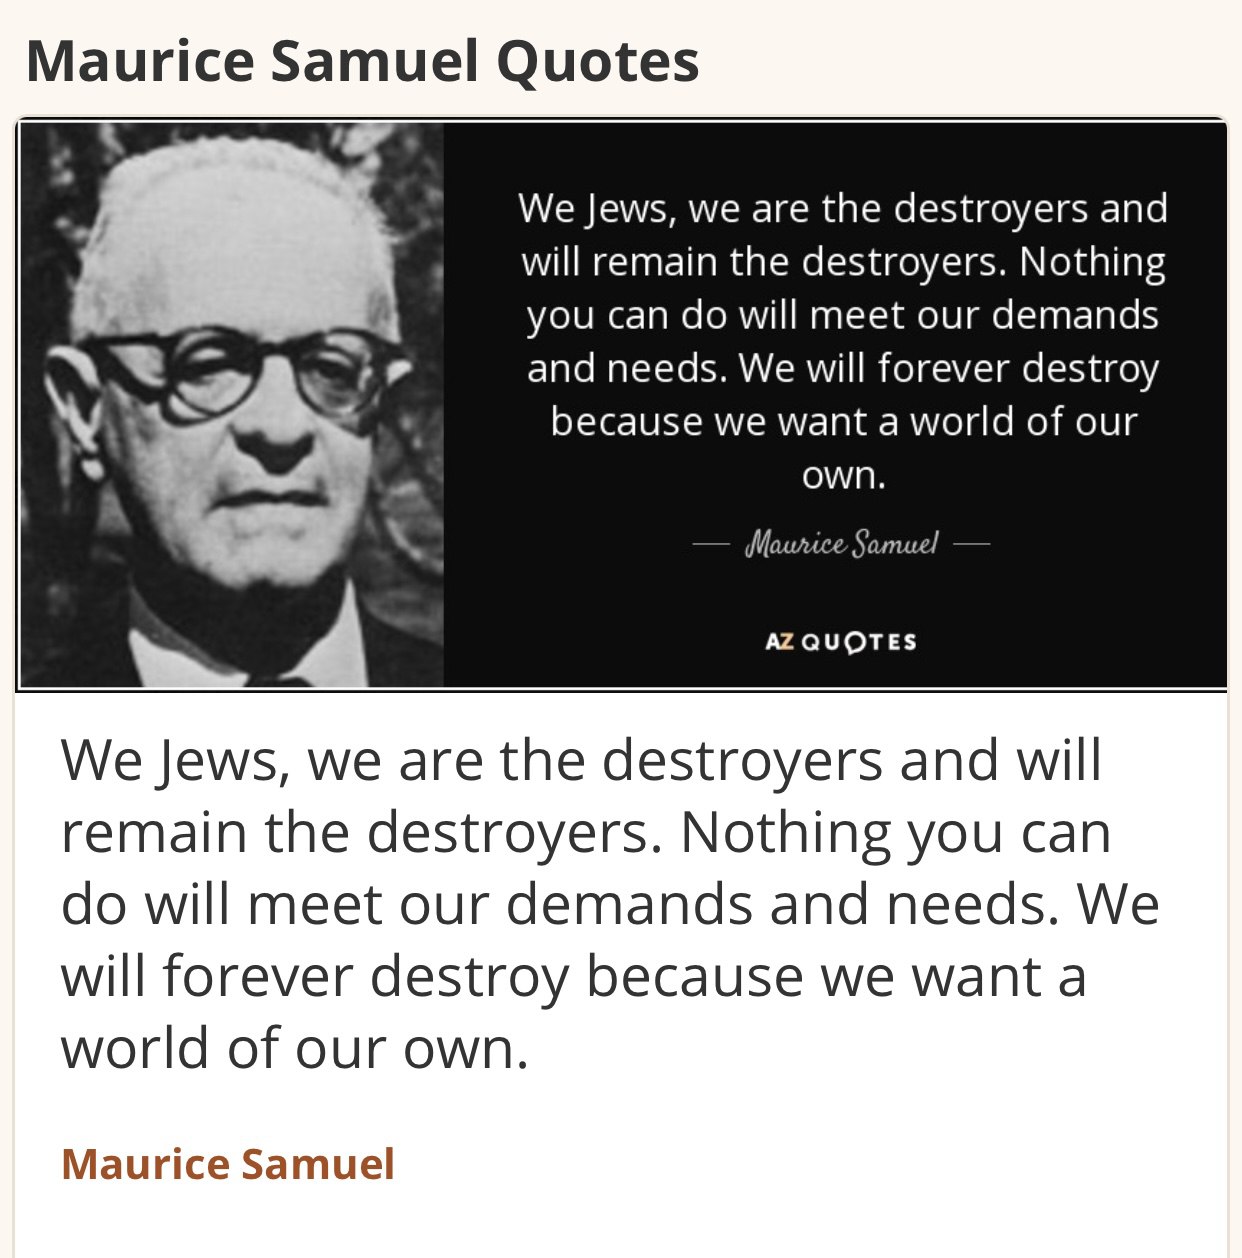 Maurice Samuel Quotes
We Jews, we are the destroyers and
will remain the destroyers. Nothing
you can do will meet our demands
and needs. We will forever destroy
because we want a world of our
own.
Maurice Samuel
AZ QUOTES
We Jews, we are the destroyers and will
remain the destroyers. Nothing you can
do will meet our demands and needs. We
will forever destroy because we want a
world of our own.
Maurice Samuel